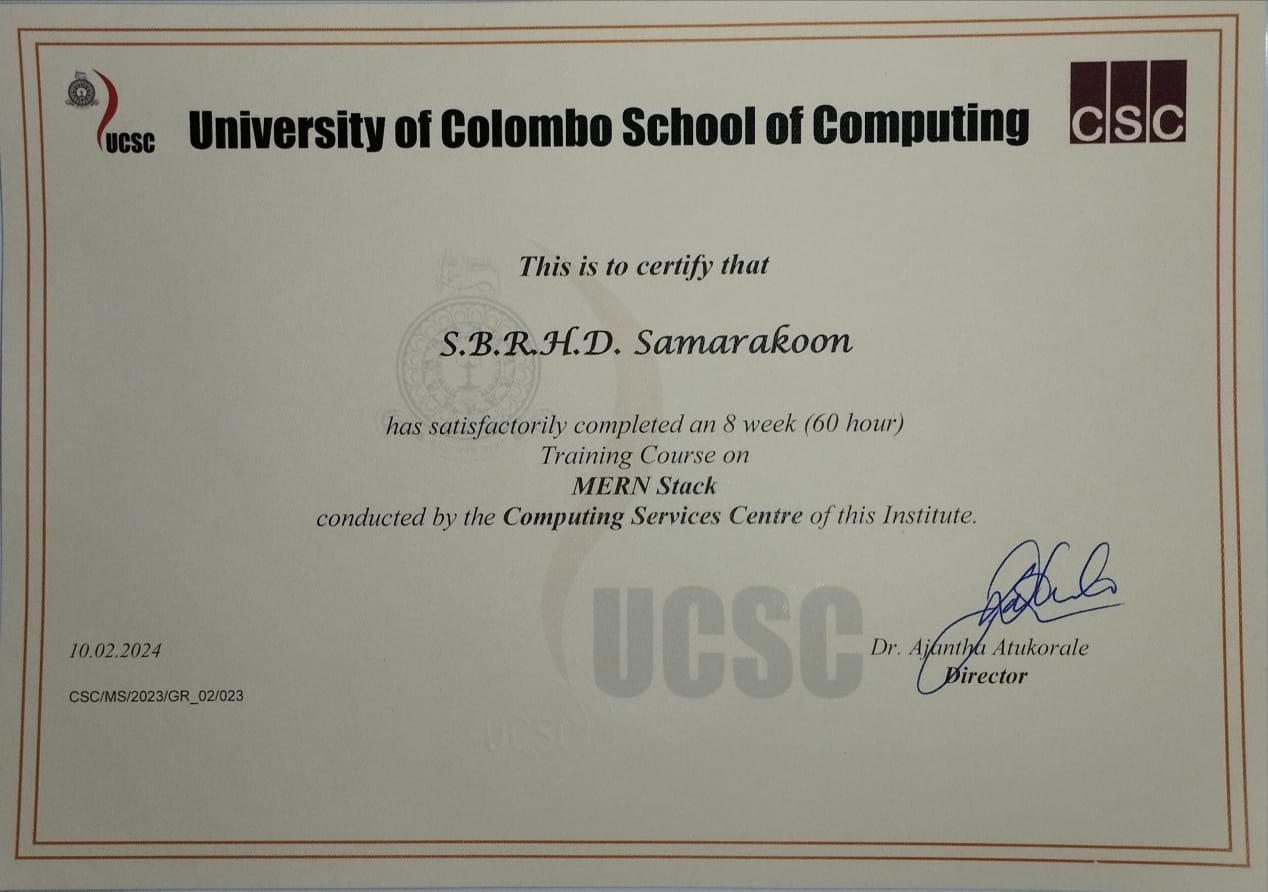 UCSC
University of Colombo School of Computing
CSC
This is to certify that
S.B.R.H.D. Samarakoon
has satisfactorily completed an 8 week (60 hour)
Training Course on
MERN Stack
conducted by the Computing Services Centre of this Institute.
UCSC
10.02.2024
Dr. Ajantha Atukorale
Director
CSC/MS/2023/GR_02/023
UCSC